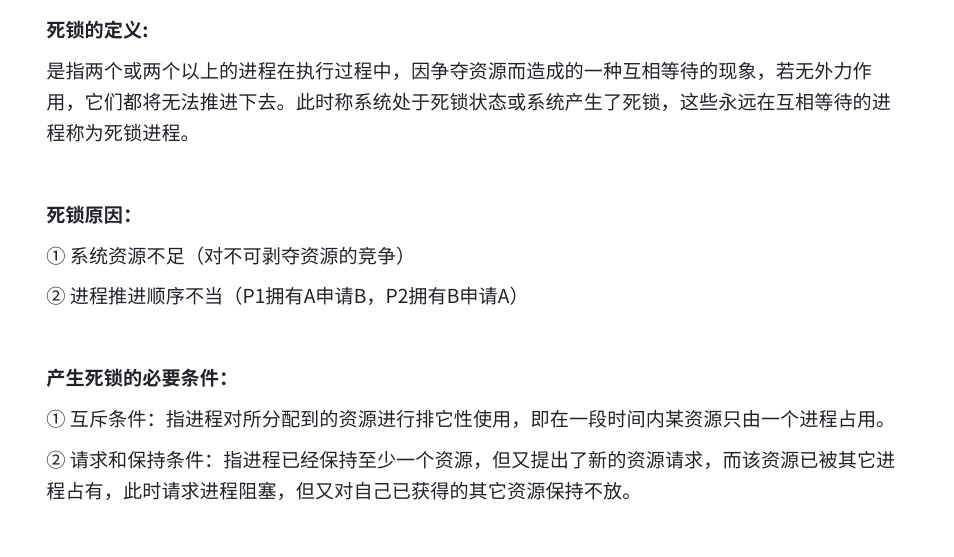 死锁的定义:
是指两个或两个以上的进程在执行过程中，因争夺资源而造成的一种互相等待的现象，若无外力作
用，它们都将无法推进下去。此时称系统处于死锁状态或系统产生了死锁，这些永远在互相等待的进
程称为死锁进程。
死锁原因：
① 系统资源不足（对不可剥夺资源的竞争）
② 进程推进顺序不当（P1拥有A申请B，P2拥有B申请A）
产生死锁的必要条件：
① 互斥条件：指进程对所分配到的资源进行排它性使用，即在一段时间内某资源只由一个进程占用。
② 请求和保持条件：指进程已经保持至少一个资源，但又提出了新的资源请求，而该资源已被其它进
程占有，此时请求进程阻塞，但又对自己已获得的其它资源保持不放。